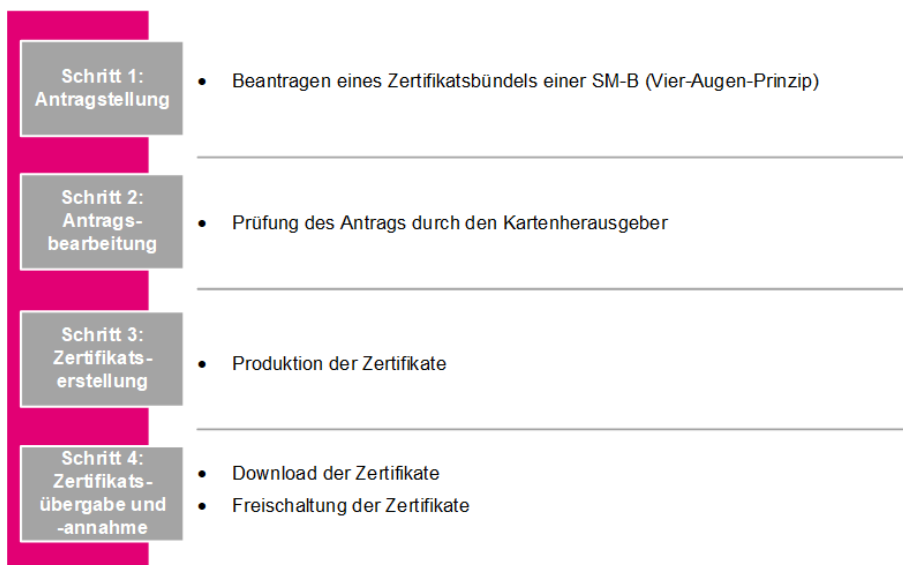 Schritt 1:
Antragstellung
• Beantragen eines Zertifikatsbündels einer SM-B (Vier-Augen-Prinzip)
Schritt 2:
Antrags-
bearbeitung
• Prüfung des Antrags durch den Kartenherausgeber
Schritt 3:
Zertifikats-
erstellung
• Produktion der Zertifikate
Schritt 4:
Zertifikats-
übergabe und
-annahme
• Download der Zertifikate
• Freischaltung der Zertifikate